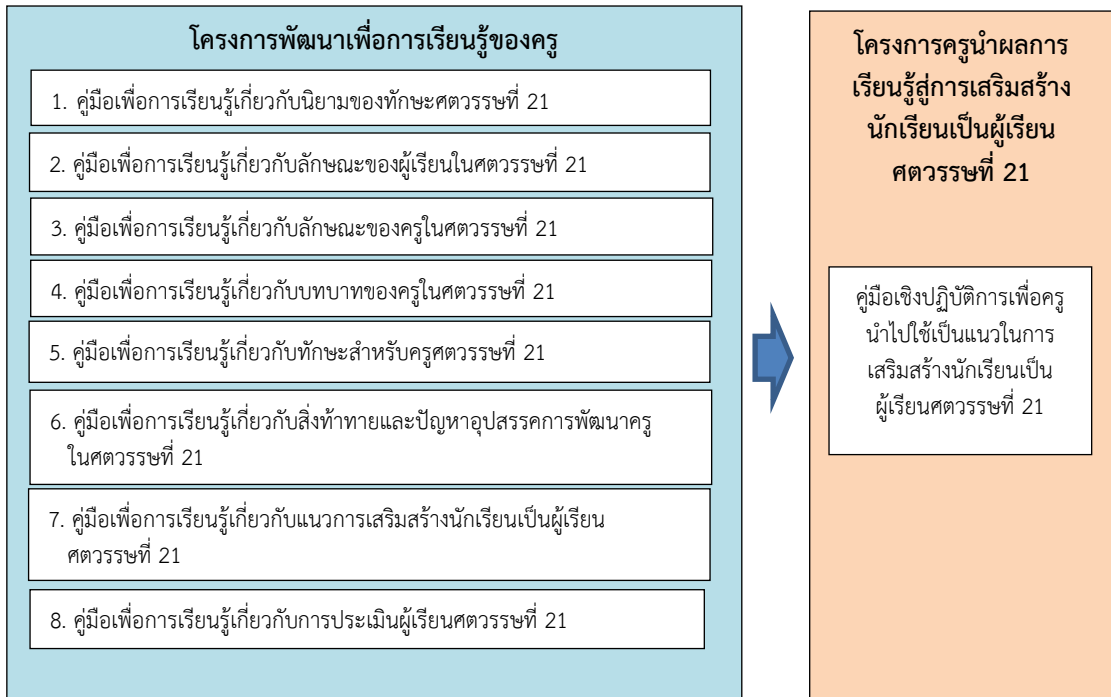 โครงการพัฒนาเพื่อการเรียนรู้ของครู
1. คู่มือเพื่อการเรียนรู้เกี่ยวกับนิยามของทักษะศตวรรษที่ 21
2. คู่มือเพื่อการเรียนรู้เกี่ยวกับลักษณะของผู้เรียนในศตวรรษที่ 21
3. คู่มือเพื่อการเรียนรู้เกี่ยวกับลักษณะของครูในศตวรรษที่ 21
4. คู่มือเพื่อการเรียนรู้เกี่ยวกับบทบาทของครูในศตวรรษที่ 21
5. คู่มือเพื่อการเรียนรู้เกี่ยวกับทักษะสำหรับครูศตวรรษที่ 21
6. คู่มือเพื่อการเรียนรู้เกี่ยวกับสิ่งท้าทายและปัญหาอุปสรรคการพัฒนาครู
ในศตวรรษที่ 21
7. คู่มือเพื่อการเรียนรู้เกี่ยวกับแนวการเสริมสร้างนักเรียนเป็นผู้เรียน
ศตวรรษที่ 21
8. คู่มือเพื่อการเรียนรู้เกี่ยวกับการประเมินผู้เรียนศตวรรษที่ 21
โครงการครูนำผลการ
เรียนรู้สู่การเสริมสร้าง
นักเรียนเป็นผู้เรียน
ศตวรรษที่ 21
คู่มือเชิงปฏิบัติการเพื่อครู
นำไปใช้เป็นแนวในการ
เสริมสร้างนักเรียนเป็น
ผู้เรียนศตวรรษที่ 21